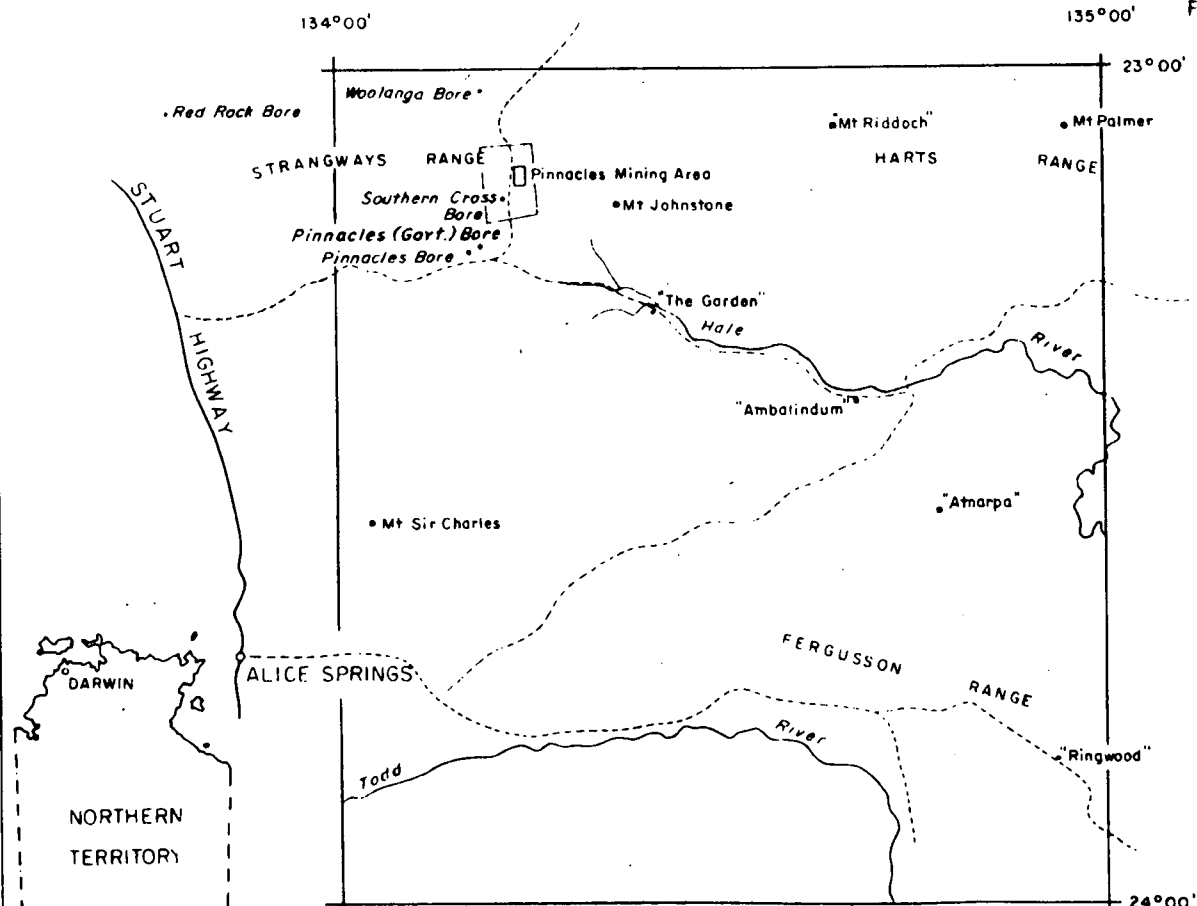 134°00'
135°00'
F
23°00'
Woolanga Bore
Red Rock Bore
"Mt Riddoch"
Mt Palmer
STRANGWAYS RANGE
HARTS RANGE
Pinnacles Mining Area
Southern Cross
Bore
Mt Johnstone
Pinnacles (Govt.) Bore
Pinnacles Bore
STUART HIGHWAY
"The Garden"
Hale River
"Ambalindum"
"Atnarpa"
Mt Sir Charles
FERGUSSON RANGE
ALICE SPRINGS
DARWIN
Todd River
"Ringwood"
NORTHERN
TERRITORY
24°00'